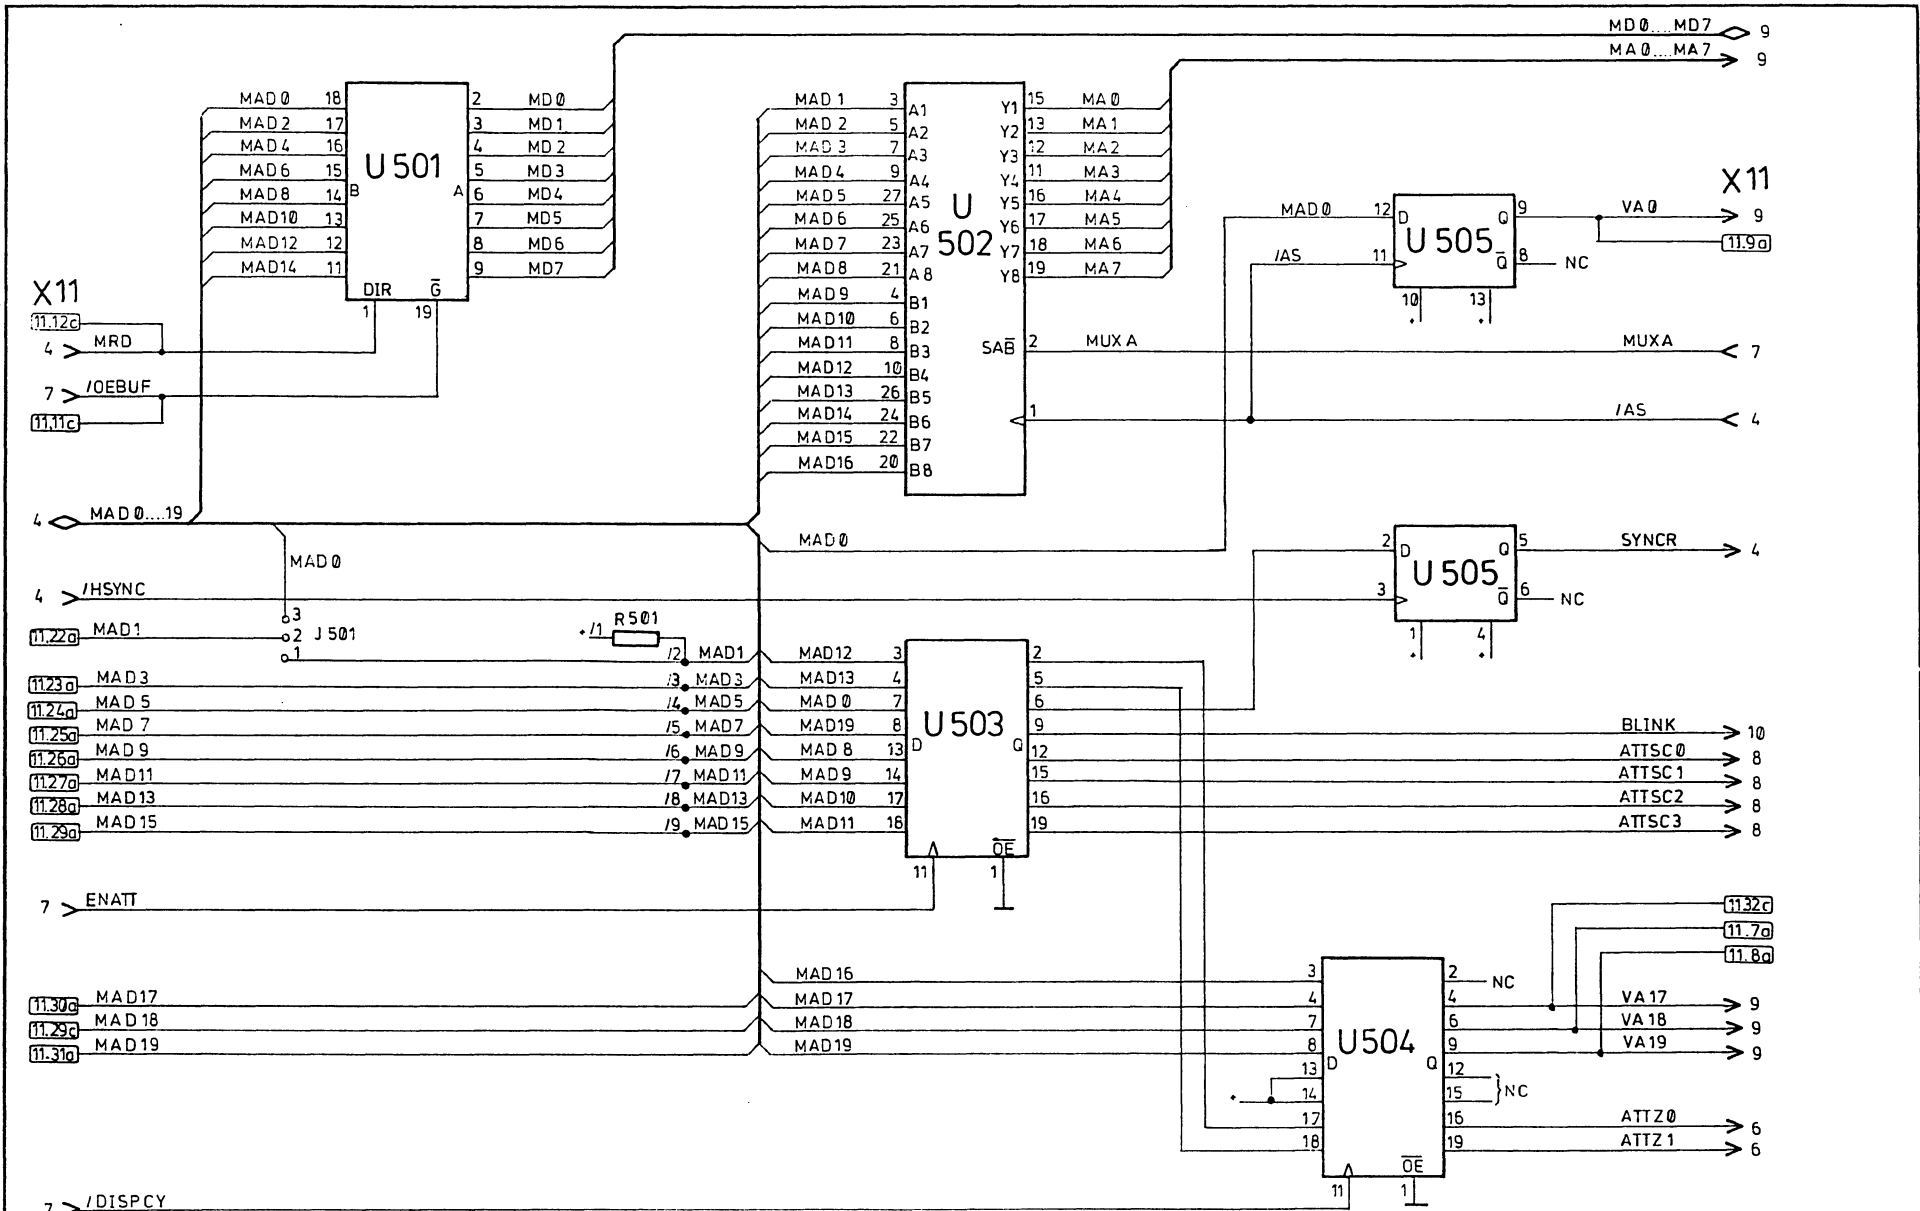 MD0....MD7 9
MA0...MA7 9
MAD0 18 2 MD0
MAD2 17 3 MD1
MAD4 16 4 MD2
MAD6 15 5 MD3
MAD8 14 6 MD4
MAD10 13 7 MD5
MAD12 12 8 MD6
MAD14 11 9 MD7
U501
B A
DIR G
1 19
X11
11.12c
4 MRD
7 /OEBUF
11.11c
4 MAD0....19
MAD 1 3 A1 Y1 15 MA0
MAD 2 5 A2 Y2 13 MA1
MAD 3 7 A3 Y3 12 MA2
MAD 4 9 A4 Y4 11 MA3
MAD5 27 A5 Y5 16 MA4
MAD6 25 A6 Y6 17 MA5
MAD7 23 A7 Y7 18 MA6
MAD8 21 A8 Y8 19 MA7
MAD9 4 B1
MAD10 6 B2
MAD11 8 B3 SAB 2 MUXA MUXA 7
MAD12 10 B4
MAD13 26 B5
MAD14 24 B6 1 /AS 4
MAD15 22 B7
MAD16 20 B8
U
502
X11
MAD0 12 D Q 9 VA0 9
11.9a
U505
/AS 11 Q 8 NC
10 13
+ +
MAD0
MAD0
2 D Q 5 SYNCR 4
U505
4 /HSYNC 3 Q 6 NC
1 4
+ +
3
11.22a MAD1 2 J501
1
+ /1 R501
/2 MAD1 MAD12 3 2
11.23a MAD3 /3 MAD3 MAD13 4 5
11.24a MAD5 /4 MAD5 MAD0 7 6
11.25a MAD7 /5 MAD7 MAD19 8 9 BLINK 10
11.26a MAD9 /6 MAD9 MAD8 13 D Q 12 ATTSC0 8
11.27a MAD11 /7 MAD11 MAD9 14 15 ATTSC1 8
11.28a MAD13 /8 MAD13 MAD10 17 16 ATTSC2 8
11.29a MAD15 /9 MAD15 MAD11 18 19 ATTSC3 8
U503
OE
11 1
7 ENATT
11.32c
11.7a
11.8a
MAD16 3 2 NC
11.30a MAD17 MAD17 4 4 VA17 9
11.29c MAD18 MAD18 7 6 VA18 9
11.31a MAD19 MAD19 8 9 VA19 9
U504
D Q
13 12
+ 14 15 }NC
17 16 ATTZ0 6
18 19 ATTZ1 6
OE
11 1
7 /DISPCY